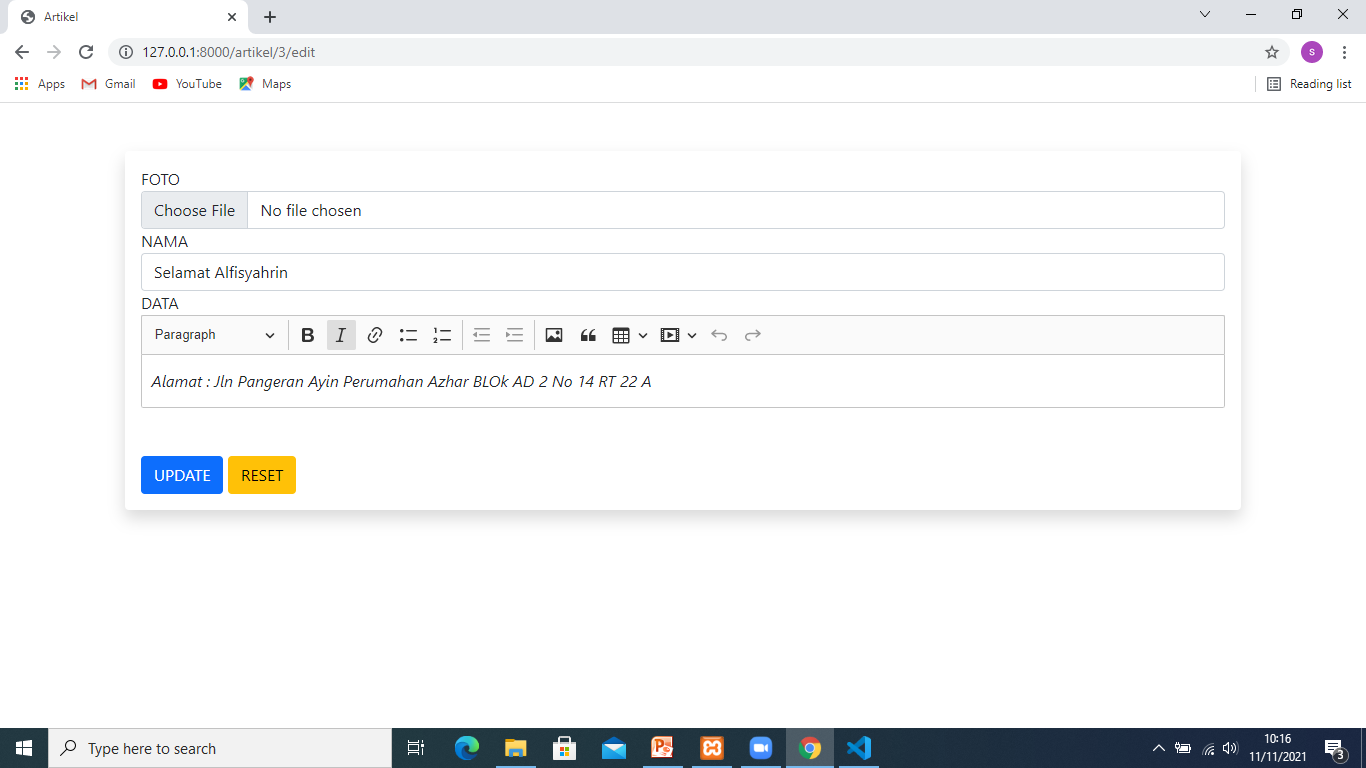 Artikel
127.0.0.1:8000/artikel/3/edit
S
Apps Gmail YouTube Maps Reading list
FOTO
Choose File No file chosen
NAMA
Selamat Alfisyahrin
DATA
Paragraph B I
Alamat : Jln Pangeran Ayin Perumahan Azhar BLOk AD 2 No 14 RT 22 A
UPDATE RESET
Type here to search
10:16
11/11/2021
3